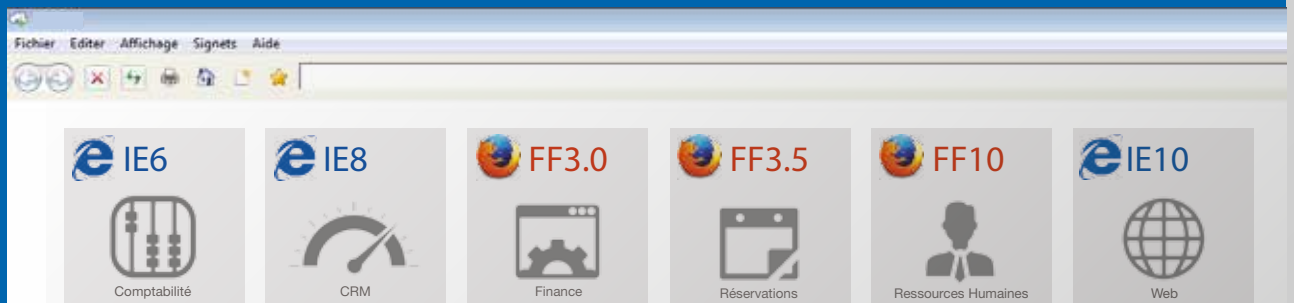 Fichier Editer Affichage Signets Aide
IE6 IE8 FF3.0 FF3.5 FF10 IE10
Comptabilité CRM Finance Réservations Ressources Humaines Web